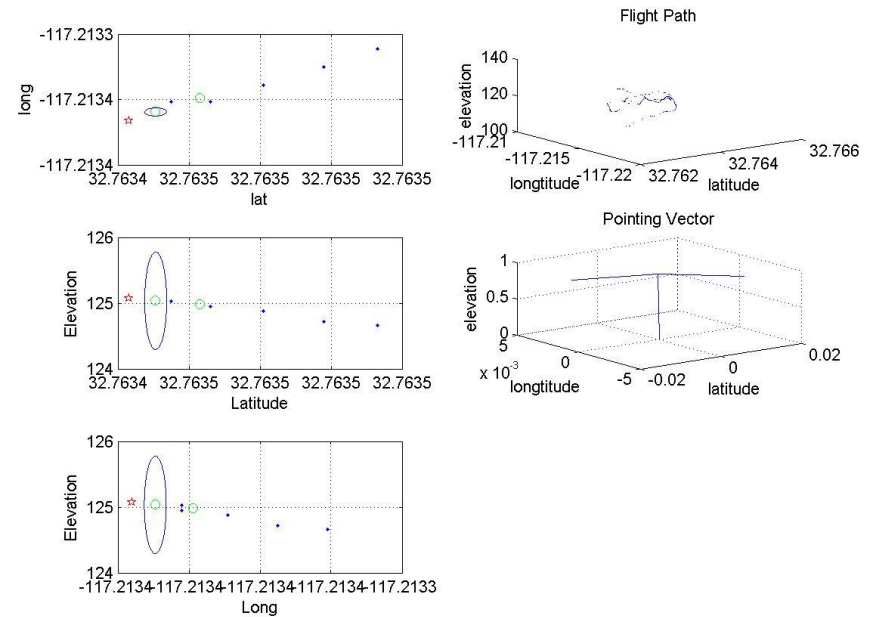 -117.2133
-117.2134
-117.2134
long
32.7634 32.7635 32.7635 32.7635 32.7635
lat
126
125
124
Elevation
32.7634 32.7635 32.7635 32.7635 32.7635
Latitude
126
125
124
Elevation
-117.2134 -117.2134 -117.2134 -117.2134 -117.2133
Long
Flight Path
140
120
100
elevation
-117.21
-117.215
-117.22
longtitude
32.762
32.764
32.766
latitude
Pointing Vector
1
0.5
0
elevation
5
0
-5
x 10-3
longtitude
-0.02
0
0.02
latitude